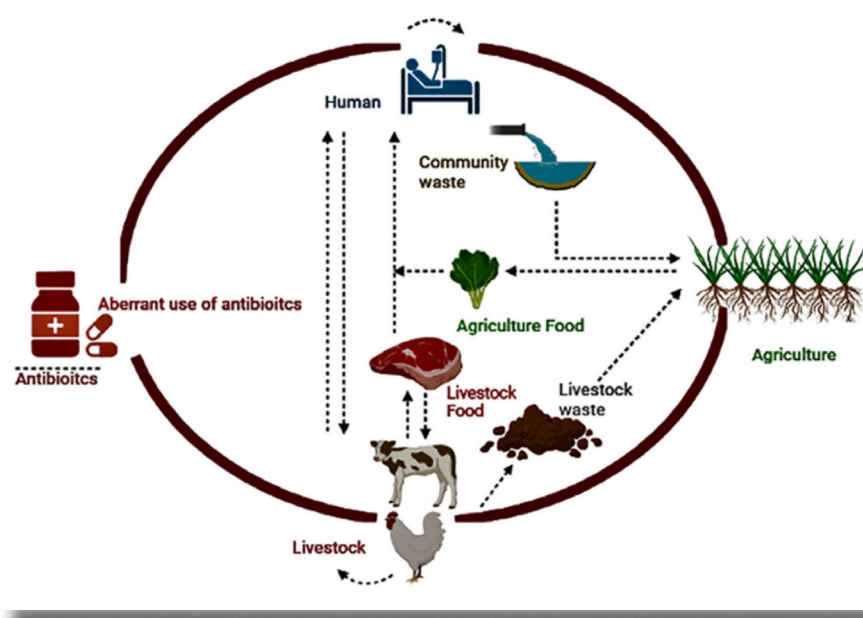 Human
Community
waste
Aberrant use of antibioitcs
Antibioitcs
Agriculture Food
Agriculture
Livestock
Food
Livestock
waste
Livestock